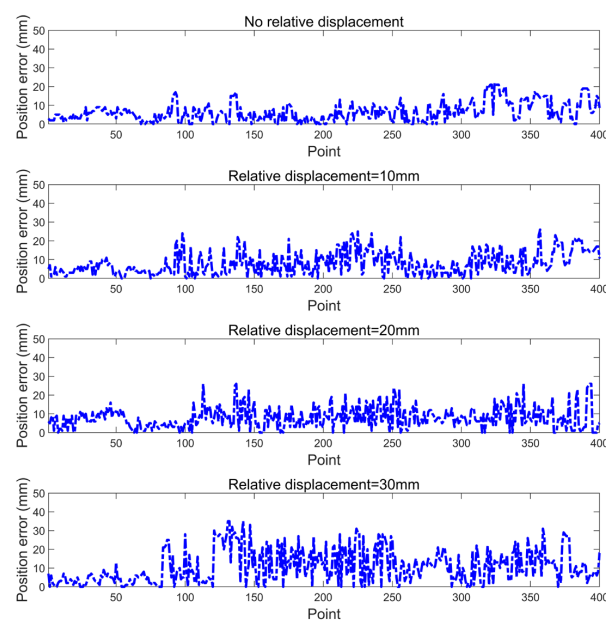 No relative displacement
Position error (mm)
50
40
30
20
10
0
50 100 150 200 250 300 350 400
Point
Relative displacement=10mm
Position error (mm)
50
40
30
20
10
0
50 100 150 200 250 300 350 400
Point
Relative displacement=20mm
Position error (mm)
50
40
30
20
10
0
50 100 150 200 250 300 350 400
Point
Relative displacement=30mm
Position error (mm)
50
40
30
20
10
0
50 100 150 200 250 300 350 400
Point